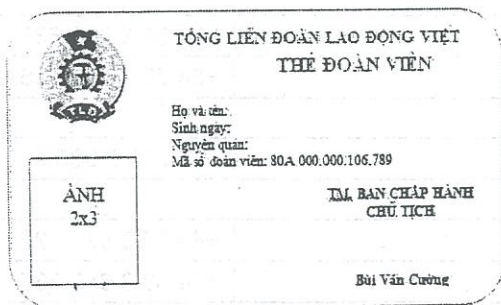 TỔNG LIÊN ĐOÀN LAO ĐỘNG VIỆT
THẺ ĐOÀN VIÊN
TLĐ
Họ và tên:
Sinh ngày:
Nguyên quán:
Mã số đoàn viên: 80A.000.000.106.789
ẢNH
2x3
TM. BAN CHẤP HÀNH
CHỦ TỊCH
Bùi Văn Cường